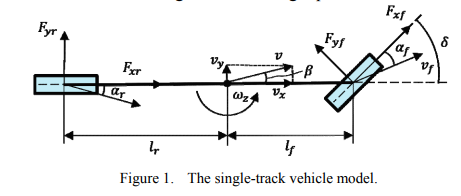 F_yr
F_xr
α_r
v_y
v
β
ω_z
v_x
F_yf
F_xf
α_f
v_f
δ
l_r
l_f
Figure 1. The single-track vehicle model.